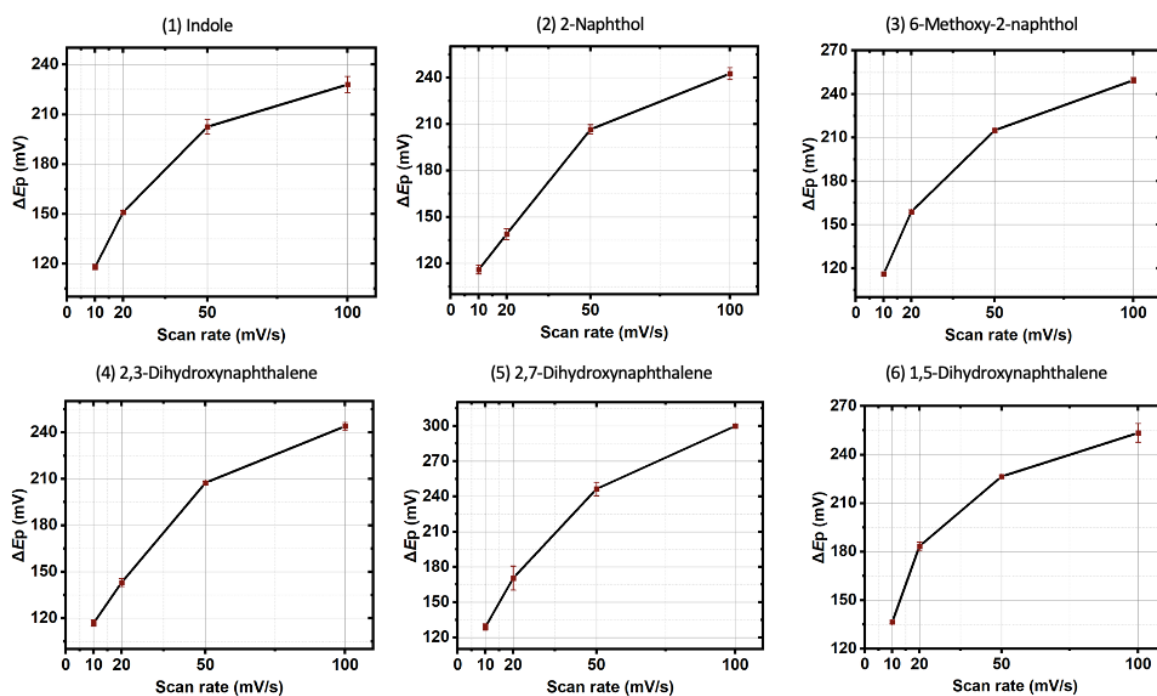 (1) Indole
240
210
180
150
120
ΔEp (mV)
0 10 20 50 100
Scan rate (mV/s)
(2) 2-Naphthol
240
210
180
150
120
ΔEp (mV)
0 10 20 50 100
Scan rate (mV/s)
(3) 6-Methoxy-2-naphthol
270
240
210
180
150
120
ΔEp (mV)
0 10 20 50 100
Scan rate (mV/s)
(4) 2,3-Dihydroxynaphthalene
240
210
180
150
120
ΔEp (mV)
0 10 20 50 100
Scan rate (mV/s)
(5) 2,7-Dihydroxynaphthalene
300
270
240
210
180
150
120
ΔEp (mV)
0 10 20 50 100
Scan rate (mV/s)
(6) 1,5-Dihydroxynaphthalene
270
240
210
180
150
120
ΔEp (mV)
0 10 20 50 100
Scan rate (mV/s)